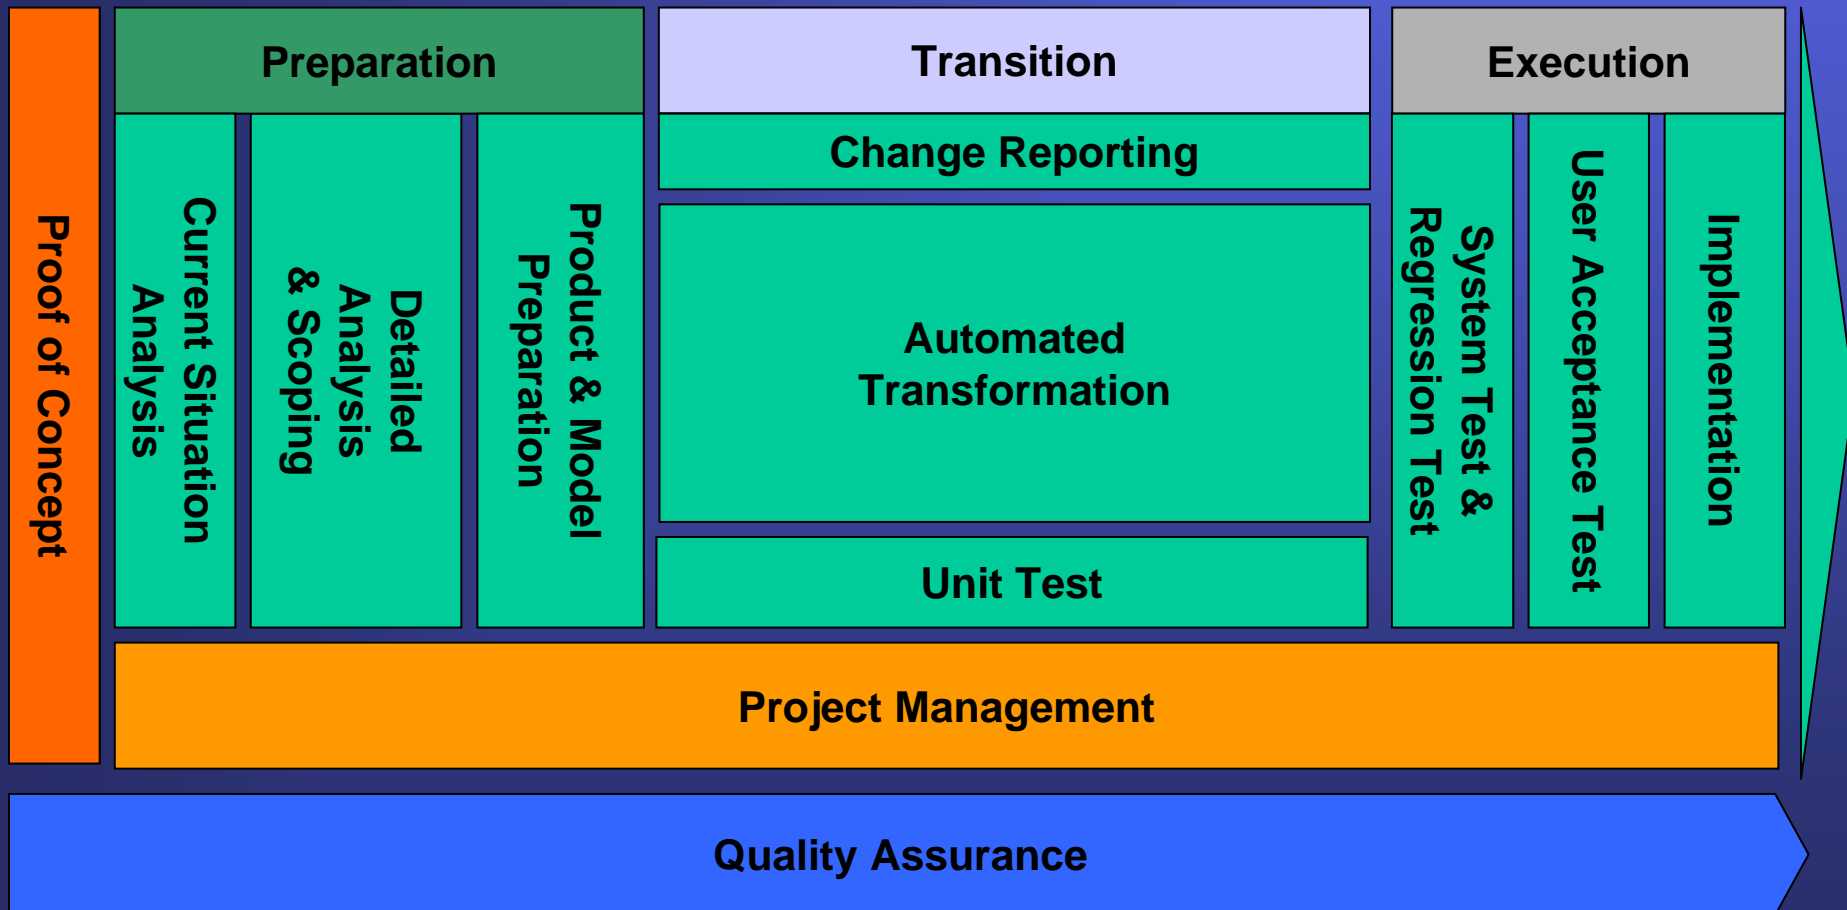 Proof of Concept
Preparation
Current Situation
Analysis
Detailed
Analysis
& Scoping
Product & Model
Preparation
Transition
Change Reporting
Automated
Transformation
Unit Test
Execution
System Test &
Regression Test
User Acceptance Test
Implementation
Project Management
Quality Assurance